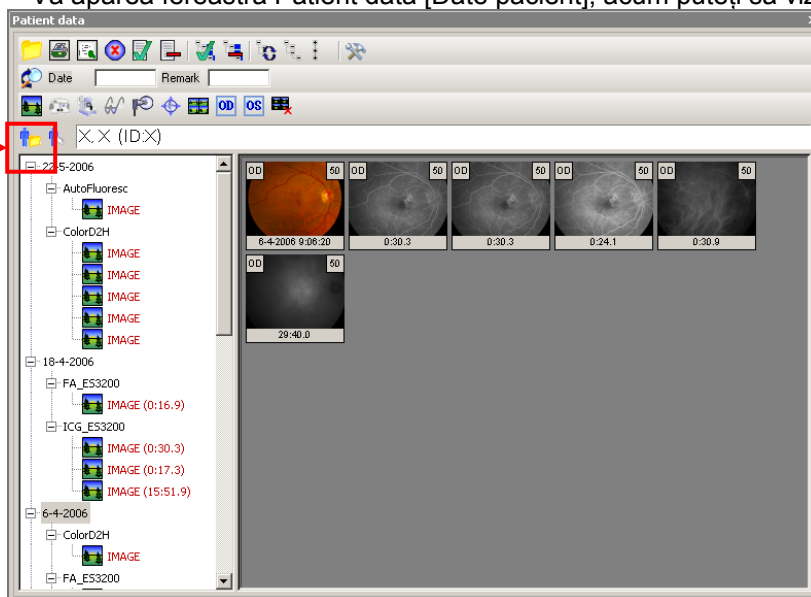 Va apărea fereastra Patient data [Date pacient], acum puteți să viz
Patient data
Date
Remark
OD
OS
X, X (ID:X)
22-5-2006
AutoFluoresc
IMAGE
ColorD2H
IMAGE
IMAGE
IMAGE
IMAGE
IMAGE
18-4-2006
FA_ES3200
IMAGE (0:16.9)
ICG_ES3200
IMAGE (0:30.3)
IMAGE (0:17.3)
IMAGE (15:51.9)
6-4-2006
ColorD2H
IMAGE
FA_ES3200
OD 50 OD 50 OD 50 OD 50 OD 50
6-4-2006 9:06:20 0:30.3 0:30.3 0:24.1 0:30.9
OD 50
29:40.0